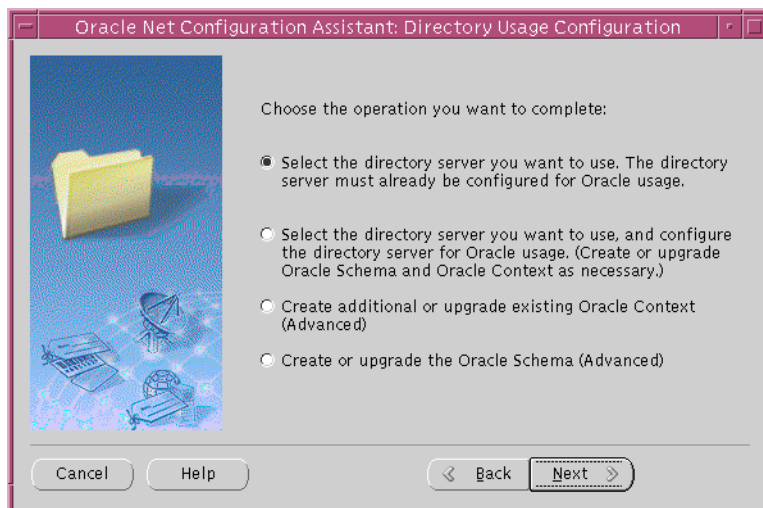 Oracle Net Configuration Assistant: Directory Usage Configuration
Choose the operation you want to complete:
Select the directory server you want to use. The directory
server must already be configured for Oracle usage.
Select the directory server you want to use, and configure
the directory server for Oracle usage. (Create or upgrade
Oracle Schema and Oracle Context as necessary.)
Create additional or upgrade existing Oracle Context
(Advanced)
Create or upgrade the Oracle Schema (Advanced)
Cancel
Help
Back
Next